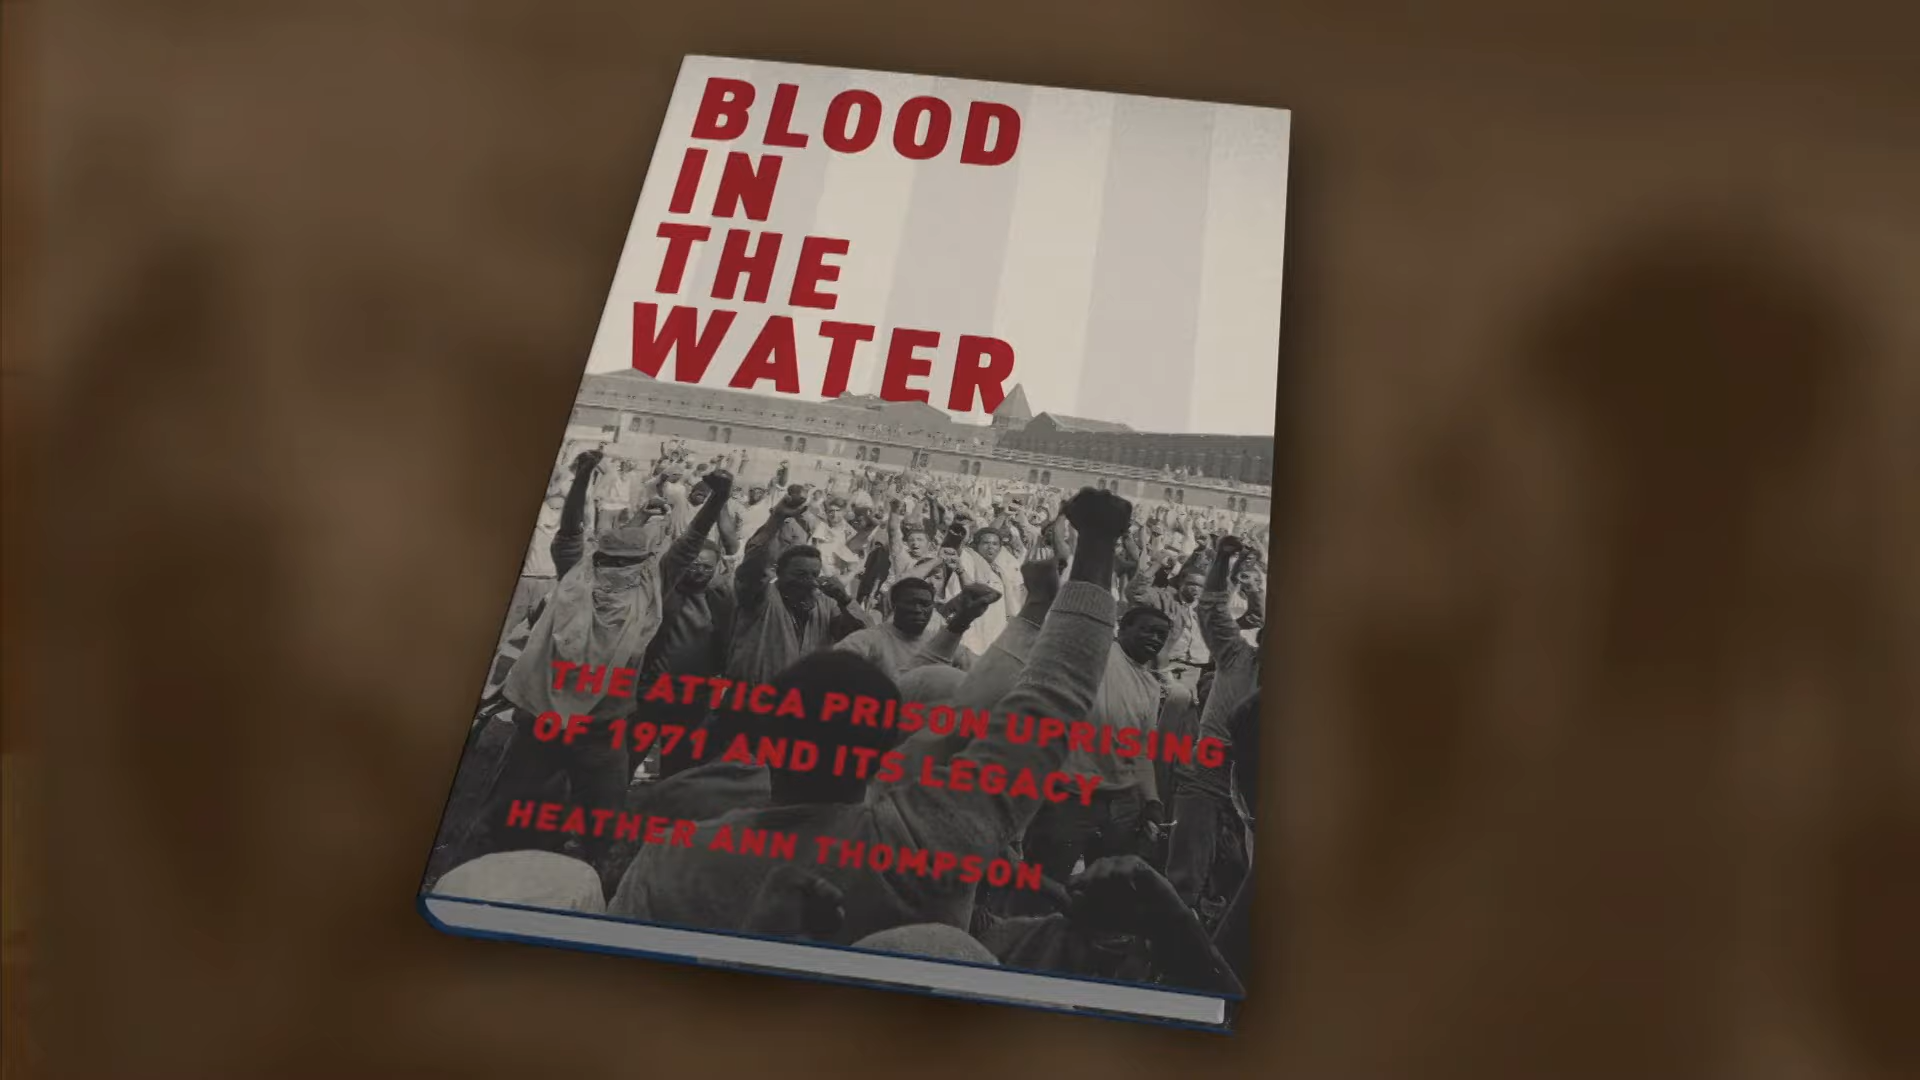 BLOOD
IN
THE
WATER
THE ATTICA PRISON UPRISING
OF 1971 AND ITS LEGACY
HEATHER ANN THOMPSON